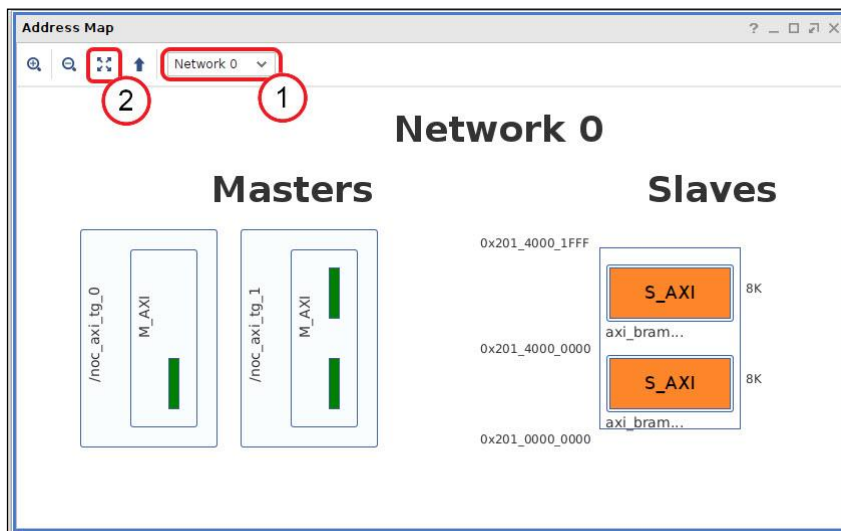 Address Map
? _ X
Network 0
2
1
Network 0
Masters
Slaves
0x201_4000_1FFF
/noc_axi_tg_0
M_AXI
/noc_axi_tg_1
M_AXI
S_AXI
8K
axi_bram...
0x201_4000_0000
S_AXI
8K
axi_bram...
0x201_0000_0000